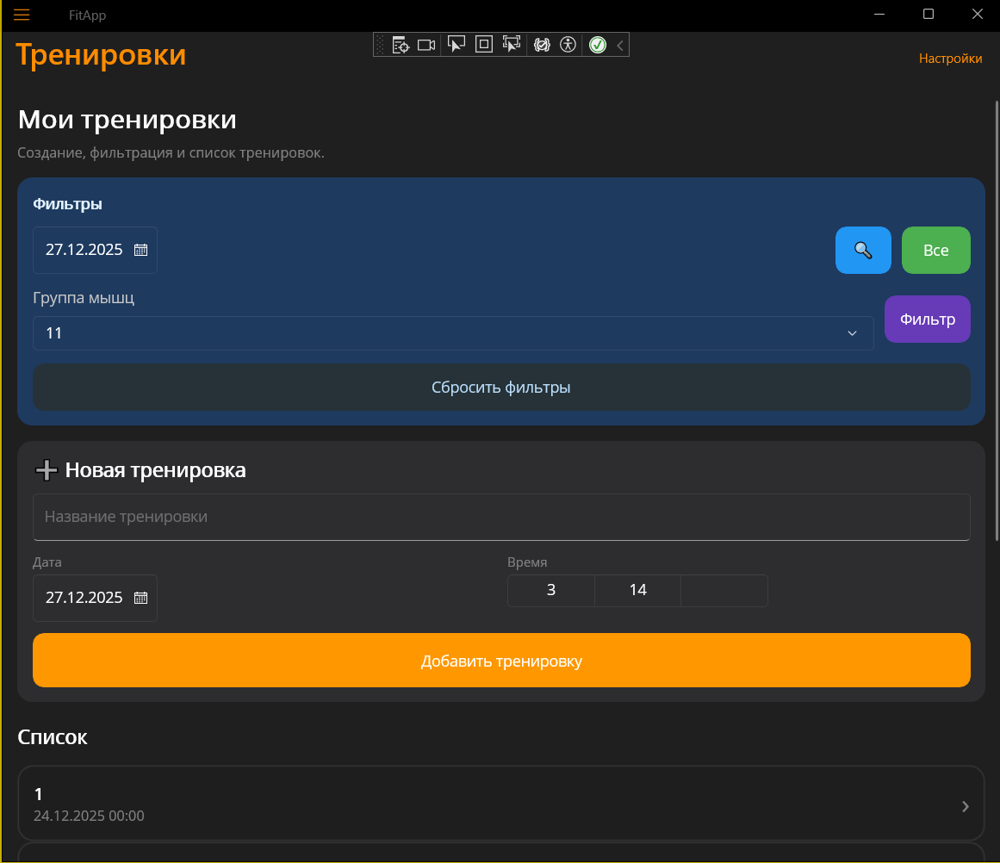 FitApp
Тренировки
Настройки
Мои тренировки
Создание, фильтрация и список тренировок.
Фильтры
27.12.2025
Все
Группа мышц
11
Фильтр
Сбросить фильтры
Новая тренировка
Название тренировки
Дата
Время
27.12.2025
3
14
Добавить тренировку
Список
1
24.12.2025 00:00